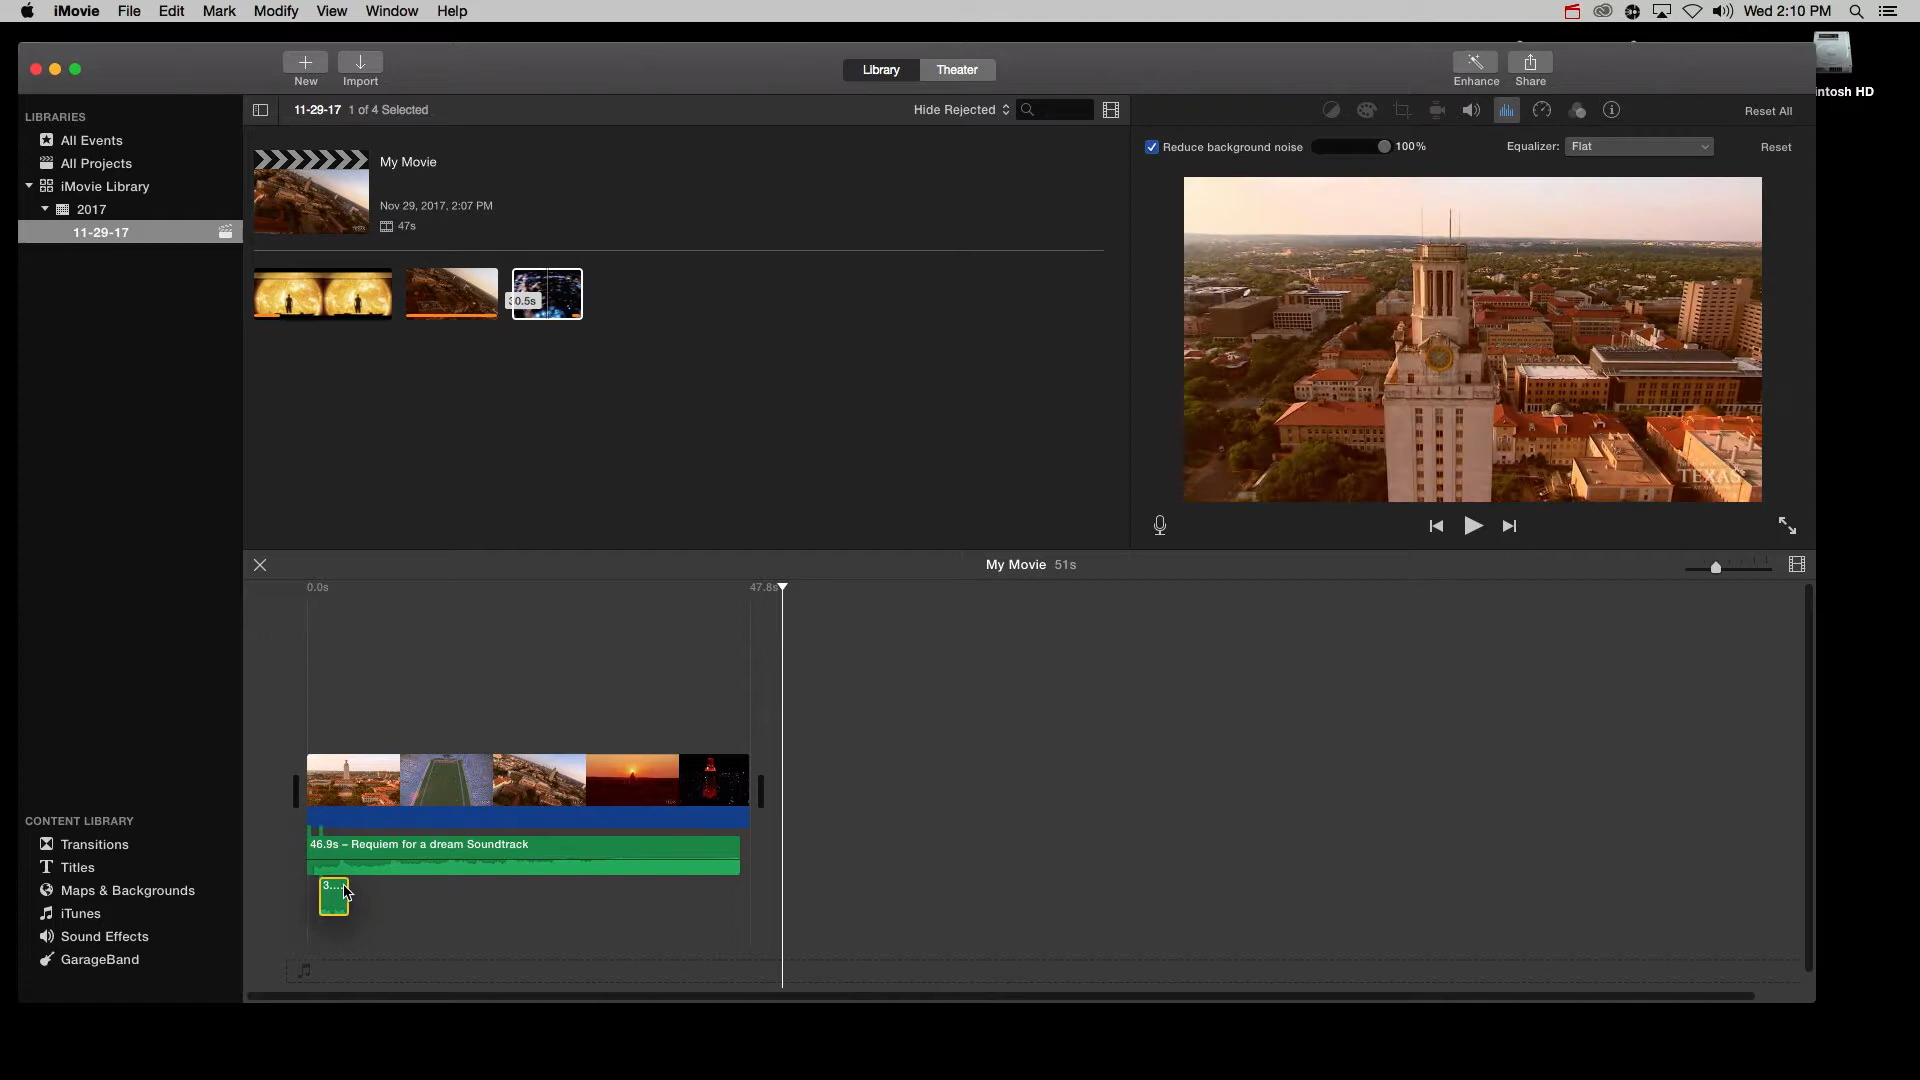 iMovie File Edit Mark Modify View Window Help
Wed 2:10 PM
New
Import
Library
Theater
Enhance
Share
intosh HD
LIBRARIES
All Events
All Projects
iMovie Library
2017
11-29-17
11-29-17 1 of 4 Selected
Hide Rejected
Reset All
Reduce background noise
100%
Equalizer:
Flat
Reset
My Movie
Nov 29, 2017, 2:07 PM
47s
30.5s
TEXAS
My Movie 51s
0.0s
47.8s
46.9s – Requiem for a dream Soundtrack
3....
CONTENT LIBRARY
Transitions
Titles
Maps & Backgrounds
iTunes
Sound Effects
GarageBand